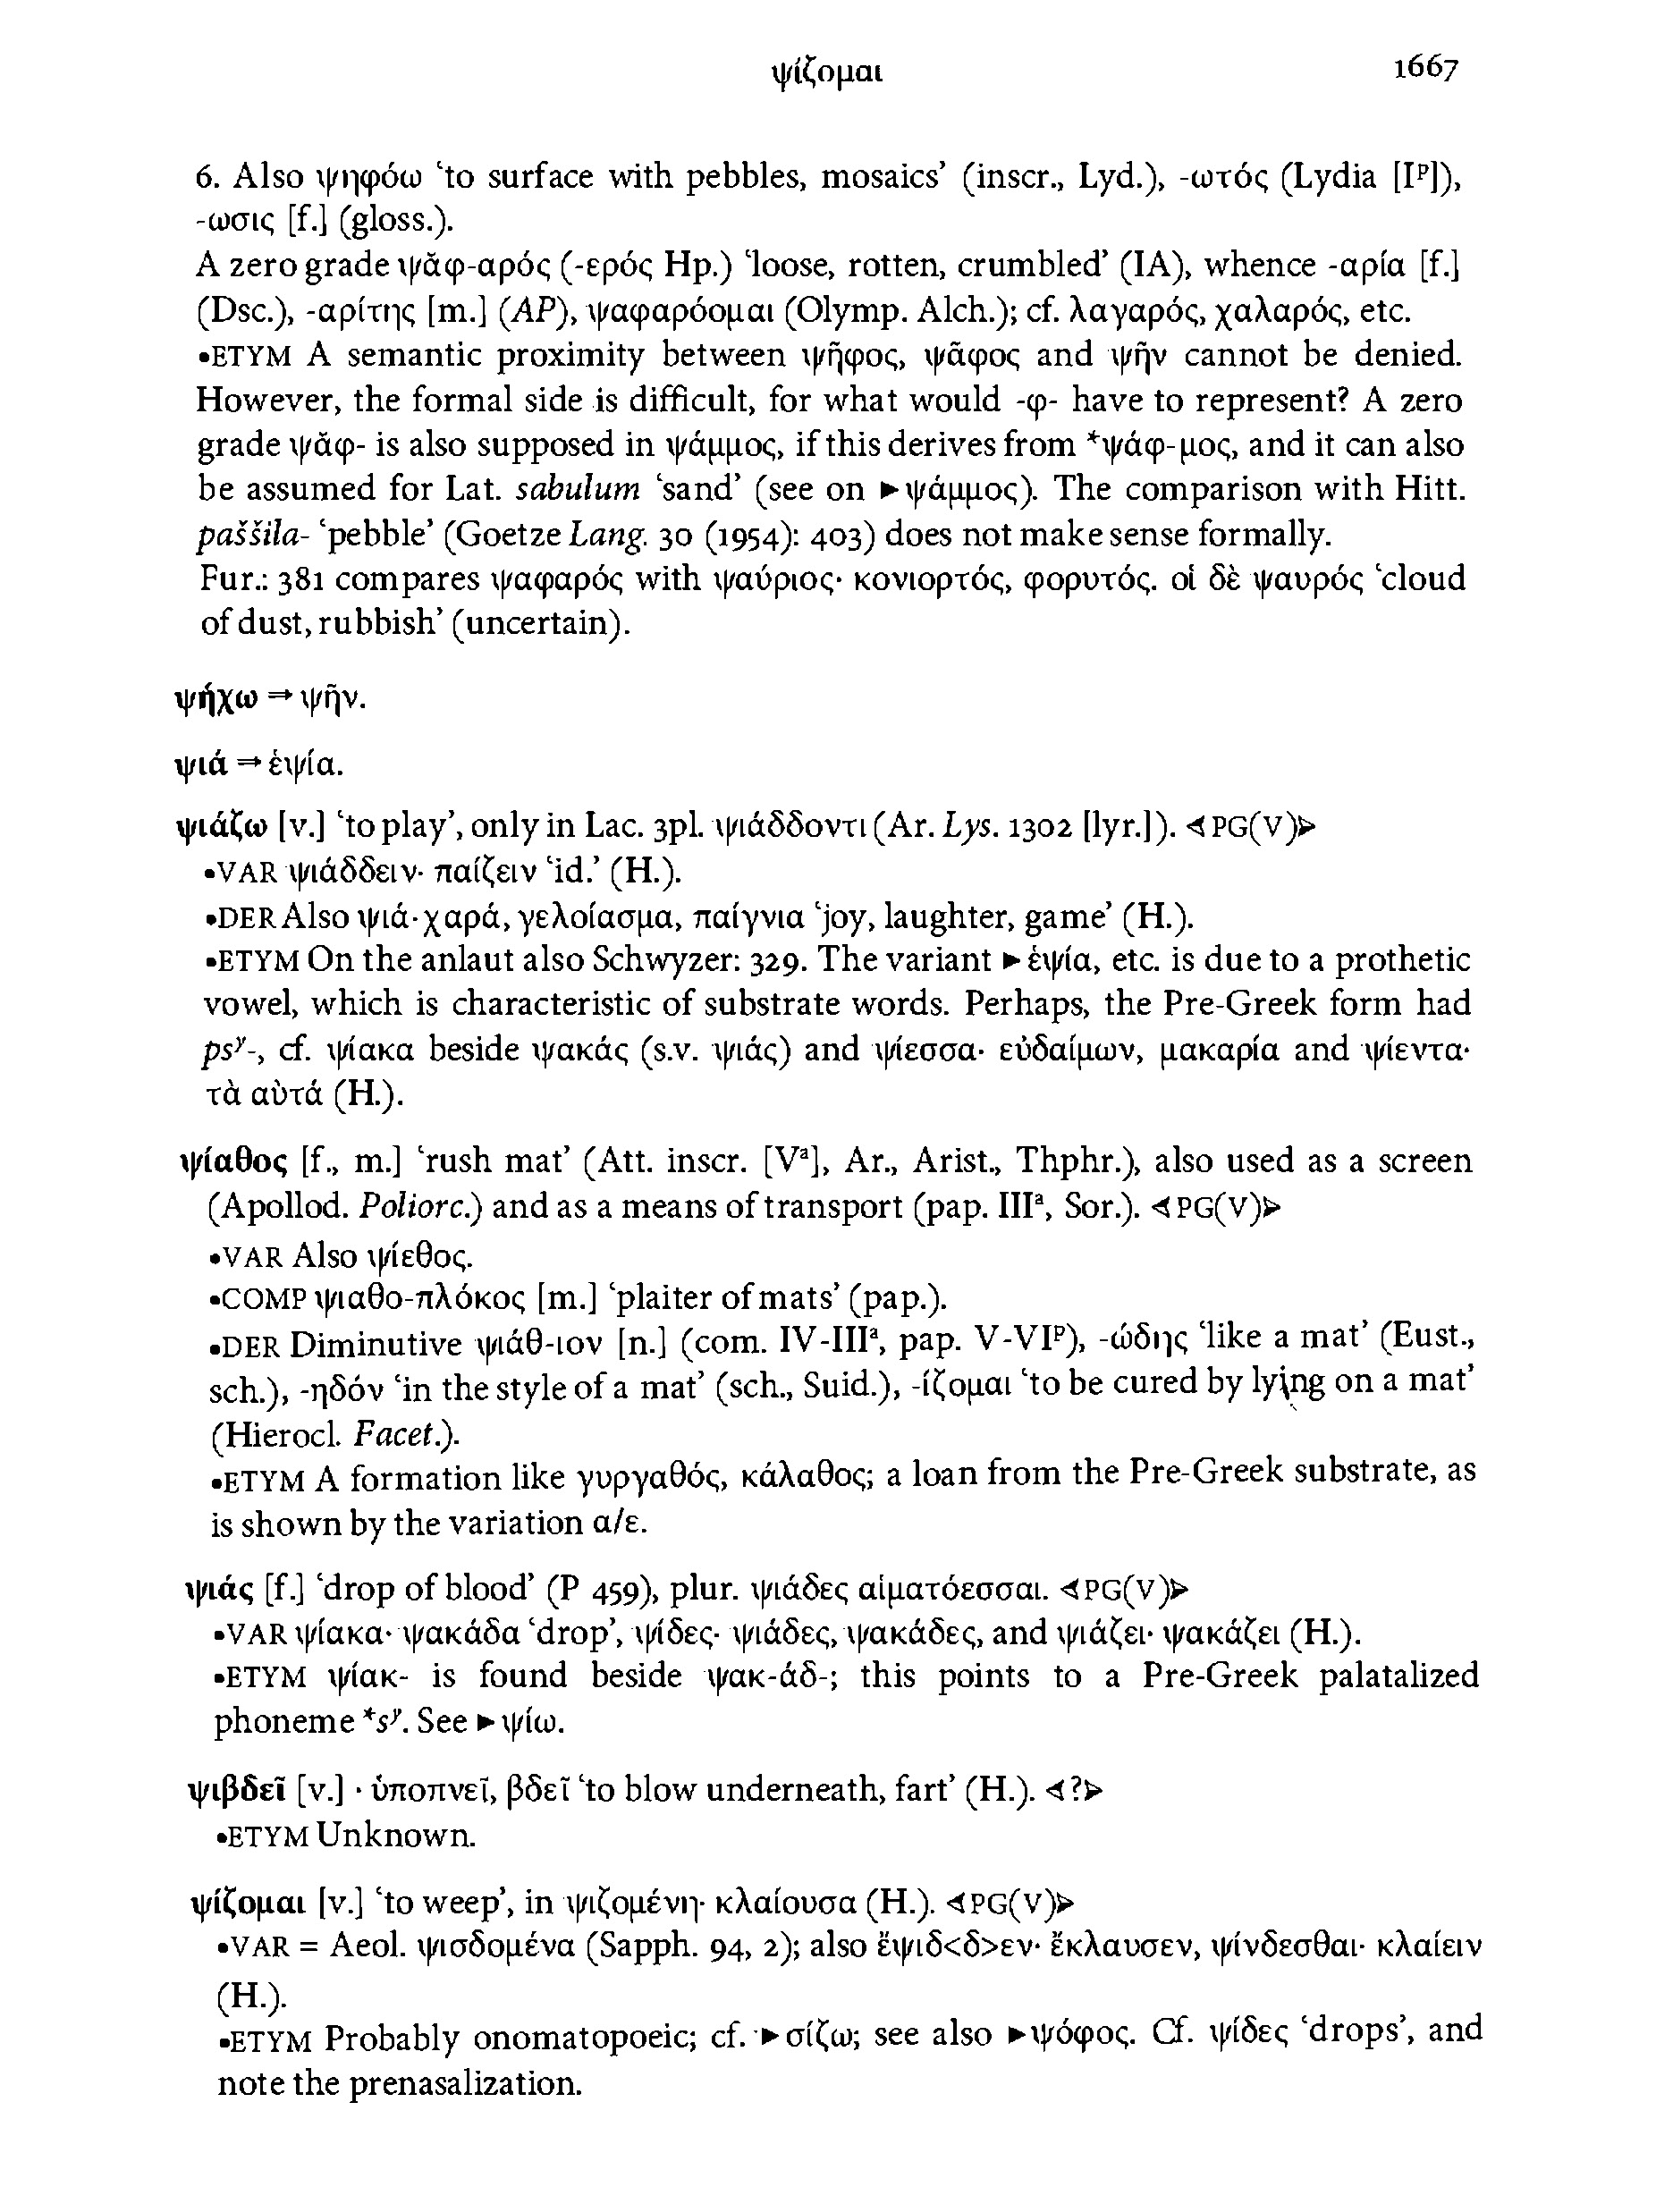 ψίζομαι 1667
6. Also ψηφόω ‘to surface with pebbles, mosaics’ (inscr., Lyd.), -ωτός (Lydia [Iᵖ]),
-ωσις [f.] (gloss.).
A zero grade ψᾰφ-αρός (-ερός Hp.) ‘loose, rotten, crumbled’ (IA), whence -αρία [f.]
(Dsc.), -αρίτης [m.] (AP), ψαφαρόομαι (Olymp. Alch.); cf. λαγαρός, χαλαρός, etc.
•ETYM A semantic proximity between ψῆφος, ψᾶφος and ψῆν cannot be denied.
However, the formal side is difficult, for what would -φ- have to represent? A zero
grade ψᾰφ- is also supposed in ψάμμος, if this derives from *ψάφ-μος, and it can also
be assumed for Lat. sabulum ‘sand’ (see on ►ψάμμος). The comparison with Hitt.
paššila- ‘pebble’ (Goetze Lang. 30 (1954): 403) does not make sense formally.
Fur.: 381 compares ψαφαρός with ψαύριος· κονιορτός, φορυτός. οἱ δὲ ψαυρός ‘cloud
of dust, rubbish’ (uncertain).
ψήχω ⇒ ψῆν.
ψιά ⇒ ἑψία.
ψιάζω [v.] ‘to play’, only in Lac. 3pl. ψιάδδοντι (Ar. Lys. 1302 [lyr.]). ⊲PG(V)⊳
•VAR ψιάδδειν· παίζειν ‘id.’ (H.).
•DER Also ψιά· χαρά, γελοίασμα, παίγνια ‘joy, laughter, game’ (H.).
•ETYM On the anlaut also Schwyzer: 329. The variant ►ἑψία, etc. is due to a prothetic
vowel, which is characteristic of substrate words. Perhaps, the Pre-Greek form had
psʸ-, cf. ψίακα beside ψακάς (s.v. ψιάς) and ψίεσσα· εὐδαίμων, μακαρία and ψίεντα·
τὰ αὐτά (H.).
ψίαθος [f., m.] ‘rush mat’ (Att. inscr. [Vᵃ], Ar., Arist., Thphr.), also used as a screen
(Apollod. Poliorc.) and as a means of transport (pap. IIIᵃ, Sor.). ⊲PG(V)⊳
•VAR Also ψίεθος.
•COMP ψιαθο-πλόκος [m.] ‘plaiter of mats’ (pap.).
•DER Diminutive ψιάθ-ιον [n.] (com. IV-IIIᵃ, pap. V-VIᵖ), -ώδης ‘like a mat’ (Eust.,
sch.), -ηδόν ‘in the style of a mat’ (sch., Suid.), -ίζομαι ‘to be cured by lying on a mat’
(Hierocl. Facet.).
•ETYM A formation like γυργαθός, κάλαθος; a loan from the Pre-Greek substrate, as
is shown by the variation α/ε.
ψιάς [f.] ‘drop of blood’ (P 459), plur. ψιάδες αἱματόεσσαι. ⊲PG(V)⊳
•VAR ψίακα· ψακάδα ‘drop’, ψίδες· ψιάδες, ψακάδες, and ψιάζει· ψακάζει (H.).
•ETYM ψίακ- is found beside ψακ-άδ-; this points to a Pre-Greek palatalized
phoneme *sʸ. See ►ψίω.
ψιβδεῖ [v.] · ὑποπνεῖ, βδεῖ ‘to blow underneath, fart’ (H.). ⊲?⊳
•ETYM Unknown.
ψίζομαι [v.] ‘to weep’, in ψιζομένη· κλαίουσα (H.). ⊲PG(V)⊳
•VAR = Aeol. ψισδομένα (Sapph. 94, 2); also ἔψιδ<δ>εν· ἔκλαυσεν, ψίνδεσθαι· κλαίειν
(H.).
•ETYM Probably onomatopoeic; cf. ►σίζω; see also ►ψόφος. Cf. ψίδες ‘drops’, and
note the prenasalization.